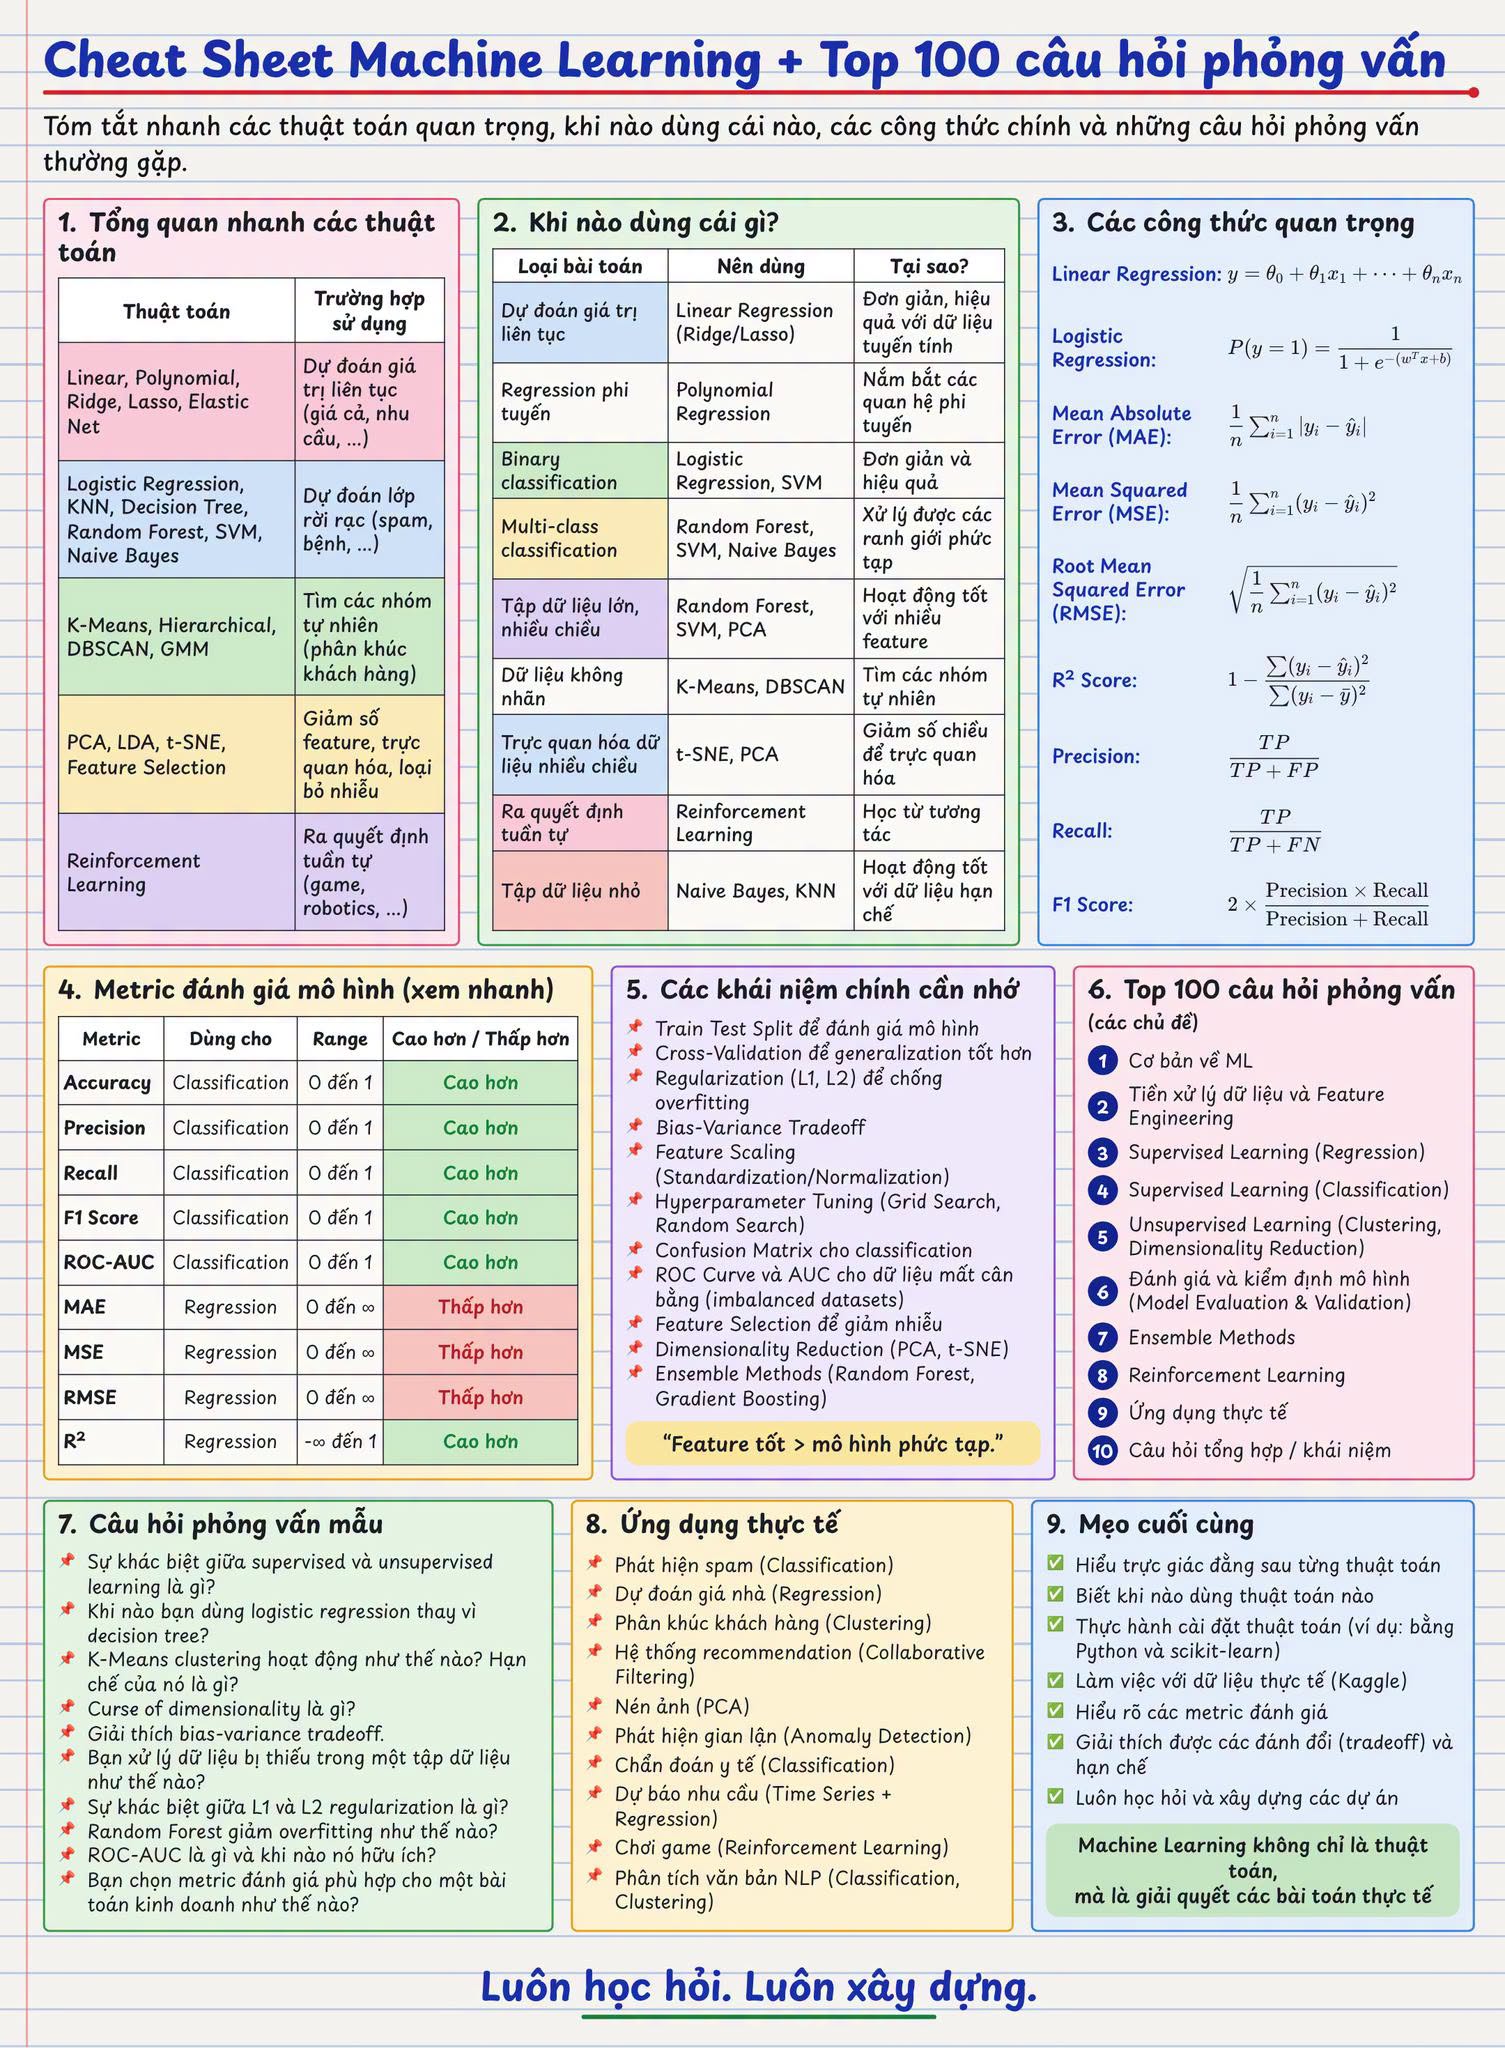 Cheat Sheet Machine Learning + Top 100 câu hỏi phỏng vấn
Tóm tắt nhanh các thuật toán quan trọng, khi nào dùng cái nào, các công thức chính và những câu hỏi phỏng vấn
thường gặp.
1. Tổng quan nhanh các thuật
toán
Thuật toán
Trường hợp
sử dụng
Linear, Polynomial,
Ridge, Lasso, Elastic
Net
Dự đoán giá
trị liên tục
(giá cả, nhu
cầu, ...)
Logistic Regression,
KNN, Decision Tree,
Random Forest, SVM,
Naive Bayes
Dự đoán lớp
rời rạc (spam,
bệnh, ...)
K-Means, Hierarchical,
DBSCAN, GMM
Tìm các nhóm
tự nhiên
(phân khúc
khách hàng)
PCA, LDA, t-SNE,
Feature Selection
Giảm số
feature, trực
quan hóa, loại
bỏ nhiễu
Reinforcement
Learning
Ra quyết định
tuần tự
(game,
robotics, ...)
2. Khi nào dùng cái gì?
Loại bài toán
Nên dùng
Tại sao?
Dự đoán giá trị
liên tục
Linear Regression
(Ridge/Lasso)
Đơn giản, hiệu
quả với dữ liệu
tuyến tính
Regression phi
tuyến
Polynomial
Regression
Nắm bắt các
quan hệ phi
tuyến
Binary
classification
Logistic
Regression, SVM
Đơn giản và
hiệu quả
Multi-class
classification
Random Forest,
SVM, Naive Bayes
Xử lý được các
ranh giới phức
tạp
Tập dữ liệu lớn,
nhiều chiều
Random Forest,
SVM, PCA
Hoạt động tốt
với nhiều
feature
Dữ liệu không
nhãn
K-Means, DBSCAN
Tìm các nhóm
tự nhiên
Trực quan hóa dữ
liệu nhiều chiều
t-SNE, PCA
Giảm số chiều
để trực quan
hóa
Ra quyết định
tuần tự
Reinforcement
Learning
Học từ tương
tác
Tập dữ liệu nhỏ
Naive Bayes, KNN
Hoạt động tốt
với dữ liệu hạn
chế
3. Các công thức quan trọng
Linear Regression: y = θ₀ + θ₁x₁ + ⋯ + θₙxₙ
Logistic
Regression:
P(y = 1) = 1 / (1 + e^−(wᵀx+b))
Mean Absolute
Error (MAE):
1/n ∑ⁿᵢ₌₁ |yᵢ − ŷᵢ|
Mean Squared
Error (MSE):
1/n ∑ⁿᵢ₌₁ (yᵢ − ŷᵢ)²
Root Mean
Squared Error
(RMSE):
√(1/n ∑ⁿᵢ₌₁ (yᵢ − ŷᵢ)²)
R² Score:
1 − ∑(yᵢ − ŷᵢ)² / ∑(yᵢ − ȳ)²
Precision:
TP / (TP + FP)
Recall:
TP / (TP + FN)
F1 Score:
2 × (Precision × Recall) / (Precision + Recall)
4. Metric đánh giá mô hình (xem nhanh)
Metric Dùng cho Range Cao hơn / Thấp hơn
Accuracy Classification 0 đến 1 Cao hơn
Precision Classification 0 đến 1 Cao hơn
Recall Classification 0 đến 1 Cao hơn
F1 Score Classification 0 đến 1 Cao hơn
ROC-AUC Classification 0 đến 1 Cao hơn
MAE Regression 0 đến ∞ Thấp hơn
MSE Regression 0 đến ∞ Thấp hơn
RMSE Regression 0 đến ∞ Thấp hơn
R² Regression -∞ đến 1 Cao hơn
5. Các khái niệm chính cần nhớ
Train Test Split để đánh giá mô hình
Cross-Validation để generalization tốt hơn
Regularization (L1, L2) để chống
overfitting
Bias-Variance Tradeoff
Feature Scaling
(Standardization/Normalization)
Hyperparameter Tuning (Grid Search,
Random Search)
Confusion Matrix cho classification
ROC Curve và AUC cho dữ liệu mất cân
bằng (imbalanced datasets)
Feature Selection để giảm nhiễu
Dimensionality Reduction (PCA, t-SNE)
Ensemble Methods (Random Forest,
Gradient Boosting)
“Feature tốt > mô hình phức tạp.”
6. Top 100 câu hỏi phỏng vấn
(các chủ đề)
1 Cơ bản về ML
2 Tiền xử lý dữ liệu và Feature
Engineering
3 Supervised Learning (Regression)
4 Supervised Learning (Classification)
5 Unsupervised Learning (Clustering,
Dimensionality Reduction)
6 Đánh giá và kiểm định mô hình
(Model Evaluation & Validation)
7 Ensemble Methods
8 Reinforcement Learning
9 Ứng dụng thực tế
10 Câu hỏi tổng hợp / khái niệm
7. Câu hỏi phỏng vấn mẫu
Sự khác biệt giữa supervised và unsupervised
learning là gì?
Khi nào bạn dùng logistic regression thay vì
decision tree?
K-Means clustering hoạt động như thế nào? Hạn
chế của nó là gì?
Curse of dimensionality là gì?
Giải thích bias-variance tradeoff.
Bạn xử lý dữ liệu bị thiếu trong một tập dữ liệu
như thế nào?
Sự khác biệt giữa L1 và L2 regularization là gì?
Random Forest giảm overfitting như thế nào?
ROC-AUC là gì và khi nào nó hữu ích?
Bạn chọn metric đánh giá phù hợp cho một bài
toán kinh doanh như thế nào?
8. Ứng dụng thực tế
Phát hiện spam (Classification)
Dự đoán giá nhà (Regression)
Phân khúc khách hàng (Clustering)
Hệ thống recommendation (Collaborative
Filtering)
Nén ảnh (PCA)
Phát hiện gian lận (Anomaly Detection)
Chẩn đoán y tế (Classification)
Dự báo nhu cầu (Time Series +
Regression)
Chơi game (Reinforcement Learning)
Phân tích văn bản NLP (Classification,
Clustering)
9. Mẹo cuối cùng
Hiểu trực giác đằng sau từng thuật toán
Biết khi nào dùng thuật toán nào
Thực hành cài đặt thuật toán (ví dụ: bằng
Python và scikit-learn)
Làm việc với dữ liệu thực tế (Kaggle)
Hiểu rõ các metric đánh giá
Giải thích được các đánh đổi (tradeoff) và
hạn chế
Luôn học hỏi và xây dựng các dự án
Machine Learning không chỉ là thuật
toán,
mà là giải quyết các bài toán thực tế
Luôn học hỏi. Luôn xây dựng.